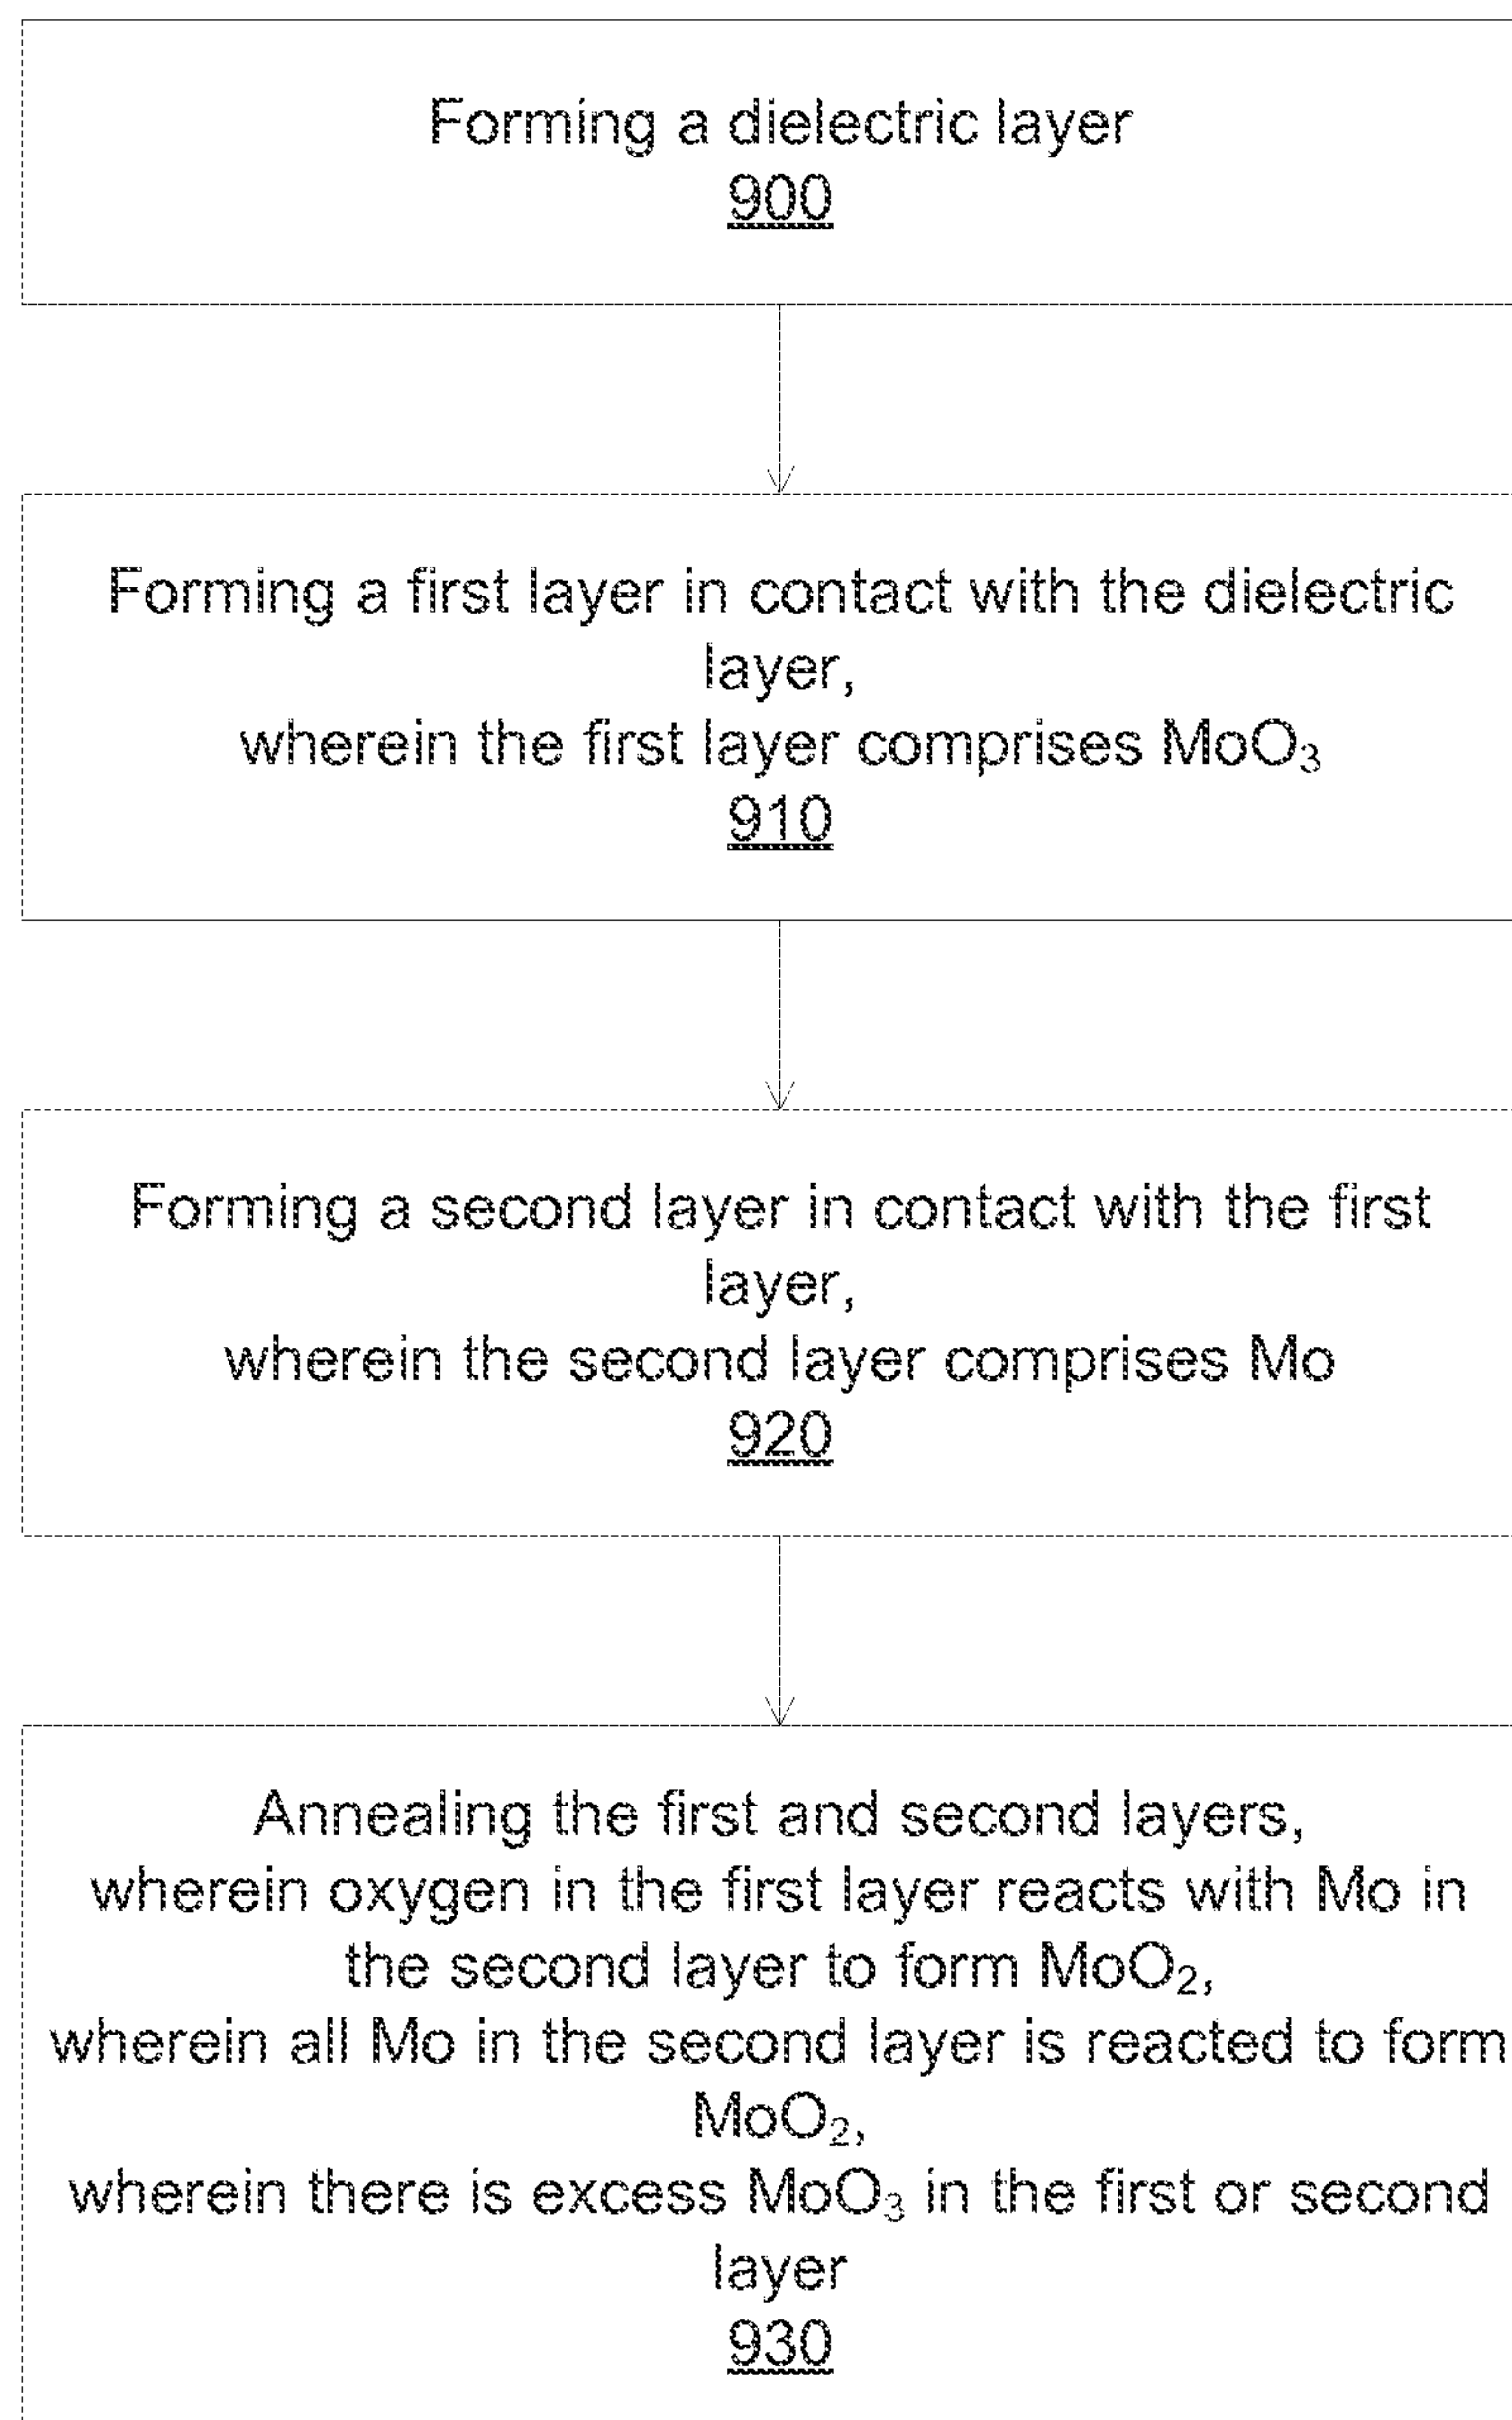 Forming a dielectric layer
900
Forming a first layer in contact with the dielectric
layer,
wherein the first layer comprises MoO₃
910
Forming a second layer in contact with the first
layer,
wherein the second layer comprises Mo
920
Annealing the first and second layers,
wherein oxygen in the first layer reacts with Mo in
the second layer to form MoO₂,
wherein all Mo in the second layer is reacted to form
MoO₂,
wherein there is excess MoO₃ in the first or second
layer
930